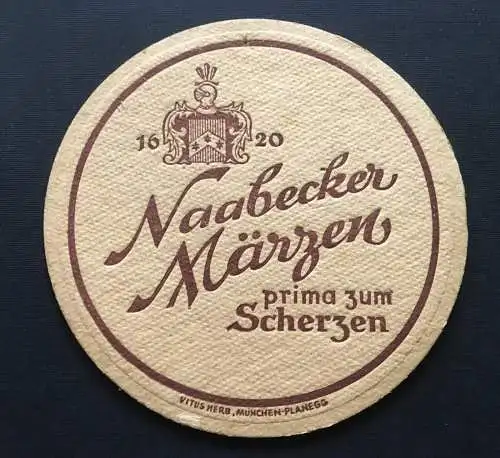 16 20
Naabecker
Märzen
prima zum
Scherzen
VITUS HERB, MÜNCHEN-PLANEGG